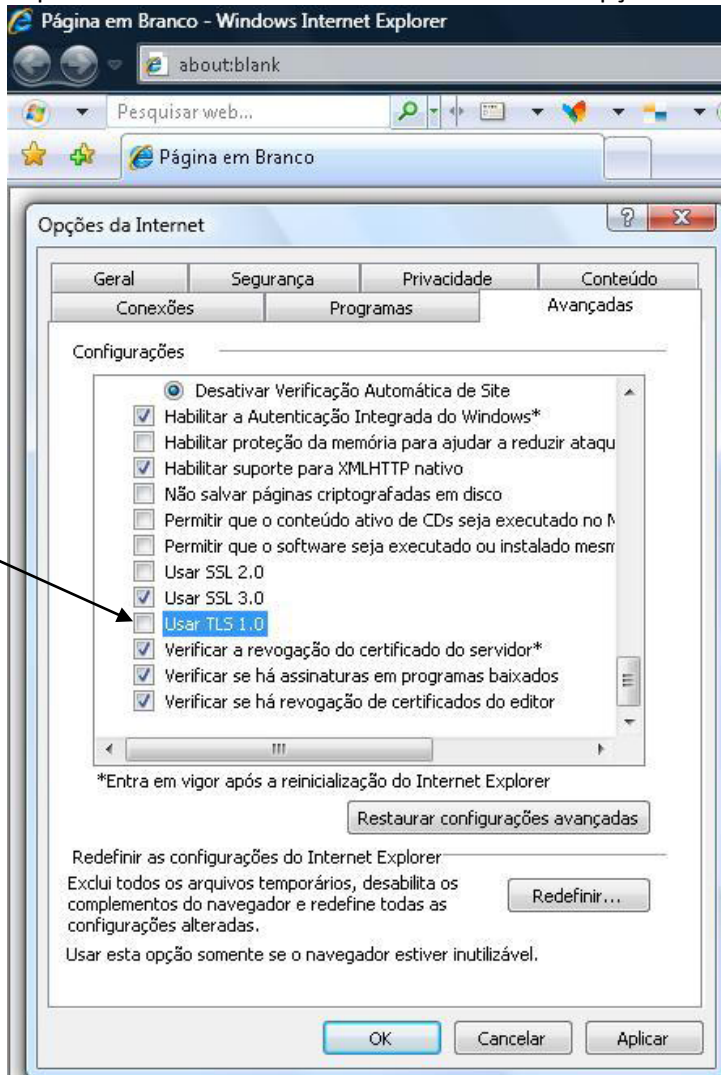 Página em Branco - Windows Internet Explorer
about:blank
Pesquisar web...
Página em Branco
Opções da Internet
Geral Segurança Privacidade Conteúdo
Conexões Programas Avançadas
Configurações
Desativar Verificação Automática de Site
Habilitar a Autenticação Integrada do Windows*
Habilitar proteção da memória para ajudar a reduzir ataqu
Habilitar suporte para XMLHTTP nativo
Não salvar páginas criptografadas em disco
Permitir que o conteúdo ativo de CDs seja executado no
Permitir que o software seja executado ou instalado mesm
Usar SSL 2.0
Usar SSL 3.0
Usar TLS 1.0
Verificar a revogação do certificado do servidor*
Verificar se há assinaturas em programas baixados
Verificar se há revogação de certificados do editor
*Entra em vigor após a reinicialização do Internet Explorer
Restaurar configurações avançadas
Redefinir as configurações do Internet Explorer
Exclui todos os arquivos temporários, desabilita os
complementos do navegador e redefine todas as
configurações alteradas.
Redefinir...
Usar esta opção somente se o navegador estiver inutilizável.
OK Cancelar Aplicar